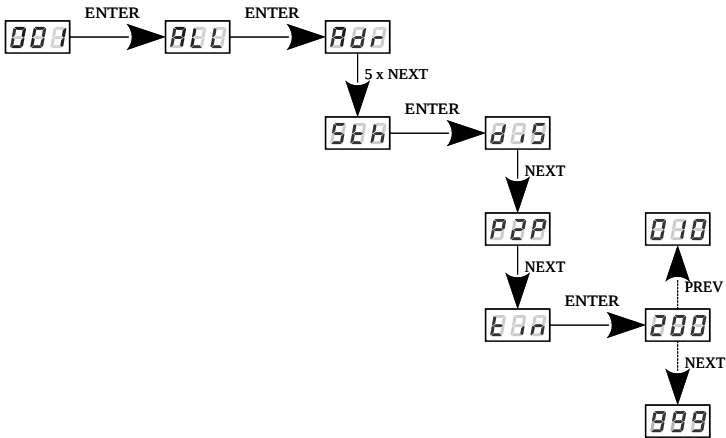 ENTER ENTER
001 ALL Adr
5 x NEXT
ENTER
Sth diS
NEXT
P2P 010
NEXT
PREV
ENTER
tin 200
NEXT
999